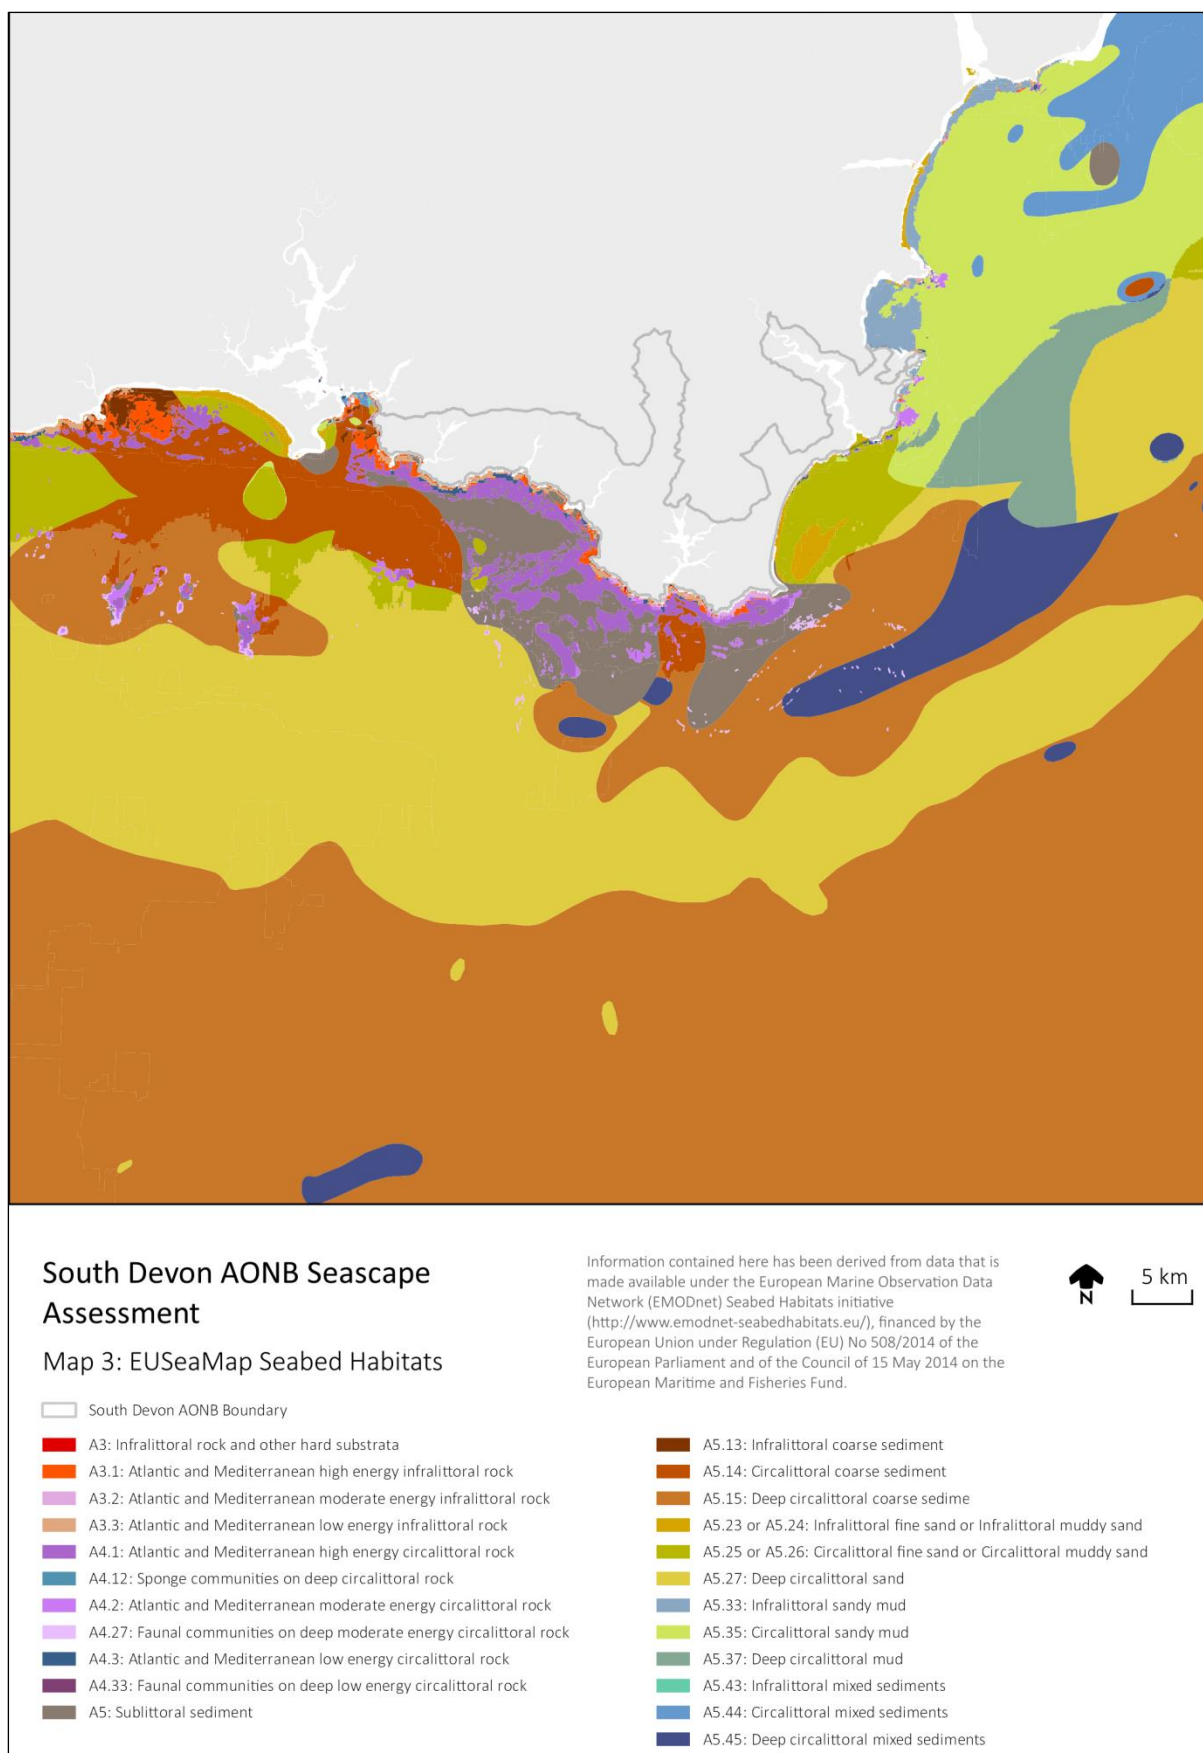 South Devon AONB Seascape
Assessment
Map 3: EUSeaMap Seabed Habitats
Information contained here has been derived from data that is
made available under the European Marine Observation Data
Network (EMODnet) Seabed Habitats initiative
(http://www.emodnet-seabedhabitats.eu/), financed by the
European Union under Regulation (EU) No 508/2014 of the
European Parliament and of the Council of 15 May 2014 on the
European Maritime and Fisheries Fund.
N
5 km
South Devon AONB Boundary
A3: Infralittoral rock and other hard substrata
A3.1: Atlantic and Mediterranean high energy infralittoral rock
A3.2: Atlantic and Mediterranean moderate energy infralittoral rock
A3.3: Atlantic and Mediterranean low energy infralittoral rock
A4.1: Atlantic and Mediterranean high energy circalittoral rock
A4.12: Sponge communities on deep circalittoral rock
A4.2: Atlantic and Mediterranean moderate energy circalittoral rock
A4.27: Faunal communities on deep moderate energy circalittoral rock
A4.3: Atlantic and Mediterranean low energy circalittoral rock
A4.33: Faunal communities on deep low energy circalittoral rock
A5: Sublittoral sediment
A5.13: Infralittoral coarse sediment
A5.14: Circalittoral coarse sediment
A5.15: Deep circalittoral coarse sedime
A5.23 or A5.24: Infralittoral fine sand or Infralittoral muddy sand
A5.25 or A5.26: Circalittoral fine sand or Circalittoral muddy sand
A5.27: Deep circalittoral sand
A5.33: Infralittoral sandy mud
A5.35: Circalittoral sandy mud
A5.37: Deep circalittoral mud
A5.43: Infralittoral mixed sediments
A5.44: Circalittoral mixed sediments
A5.45: Deep circalittoral mixed sediments